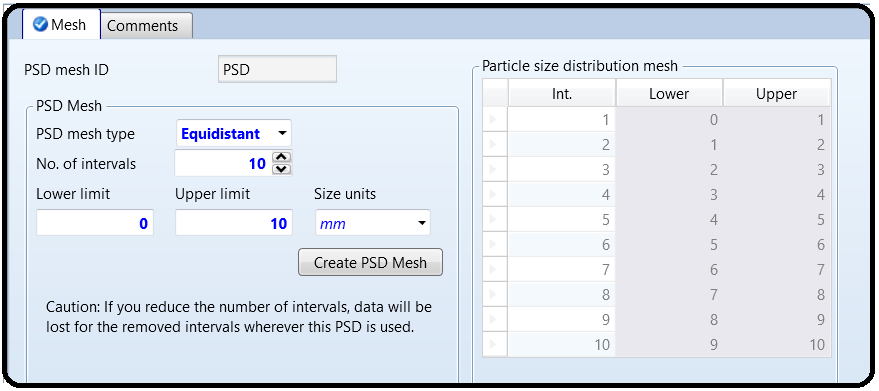 Mesh Comments
PSD mesh ID PSD
PSD Mesh
PSD mesh type Equidistant
No. of intervals 10
Lower limit Upper limit Size units
0 10 mm
Create PSD Mesh
Caution: If you reduce the number of intervals, data will be
lost for the removed intervals wherever this PSD is used.
Particle size distribution mesh
Int. Lower Upper
1 0 1
2 1 2
3 2 3
4 3 4
5 4 5
6 5 6
7 6 7
8 7 8
9 8 9
10 9 10